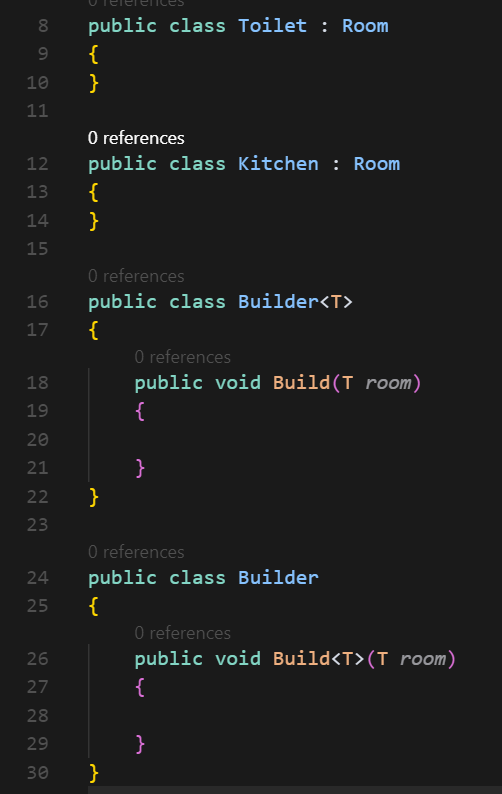 0 references
8 public class Toilet : Room
9 {
10 }
11
0 references
12 public class Kitchen : Room
13 {
14 }
15
0 references
16 public class Builder<T>
17 {
0 references
18 public void Build(T room)
19 {
20
21 }
22 }
23
0 references
24 public class Builder
25 {
0 references
26 public void Build<T>(T room)
27 {
28
29 }
30 }